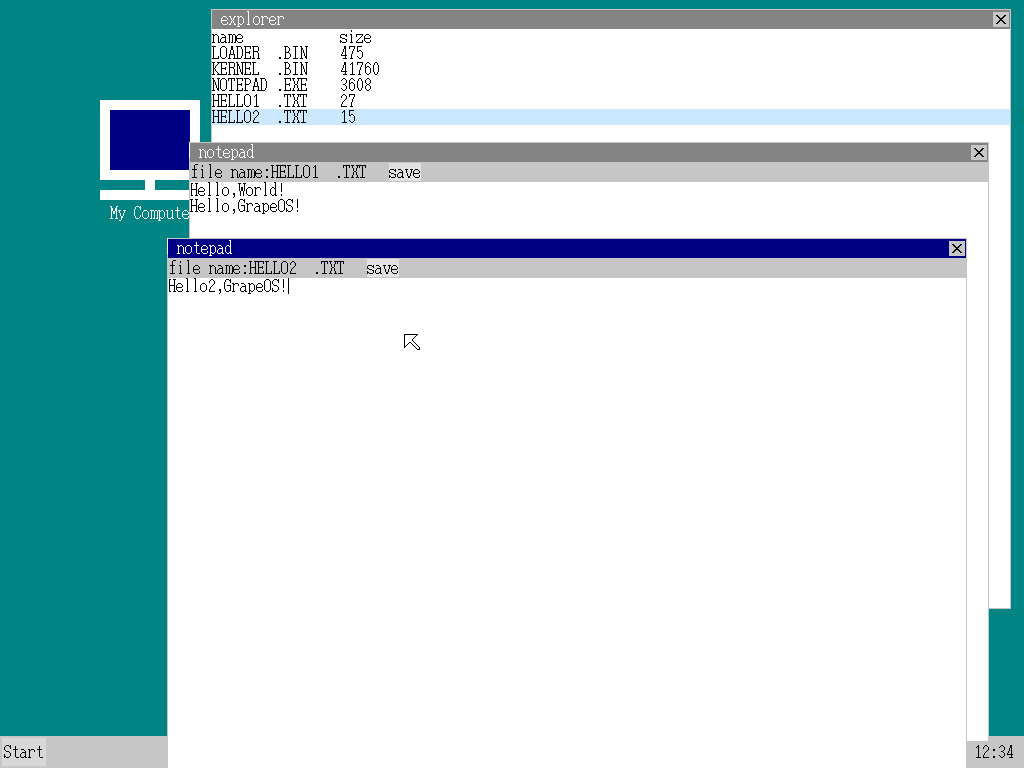 explorer
name size
LOADER .BIN 475
KERNEL .BIN 41760
NOTEPAD .EXE 3608
HELLO1 .TXT 27
HELLO2 .TXT 15
notepad
file name:HELLO1 .TXT save
Hello,World!
Hello,GrapeOS!
My Compute
notepad
file name:HELLO2 .TXT save
Hello2,GrapeOS!
Start 12:34